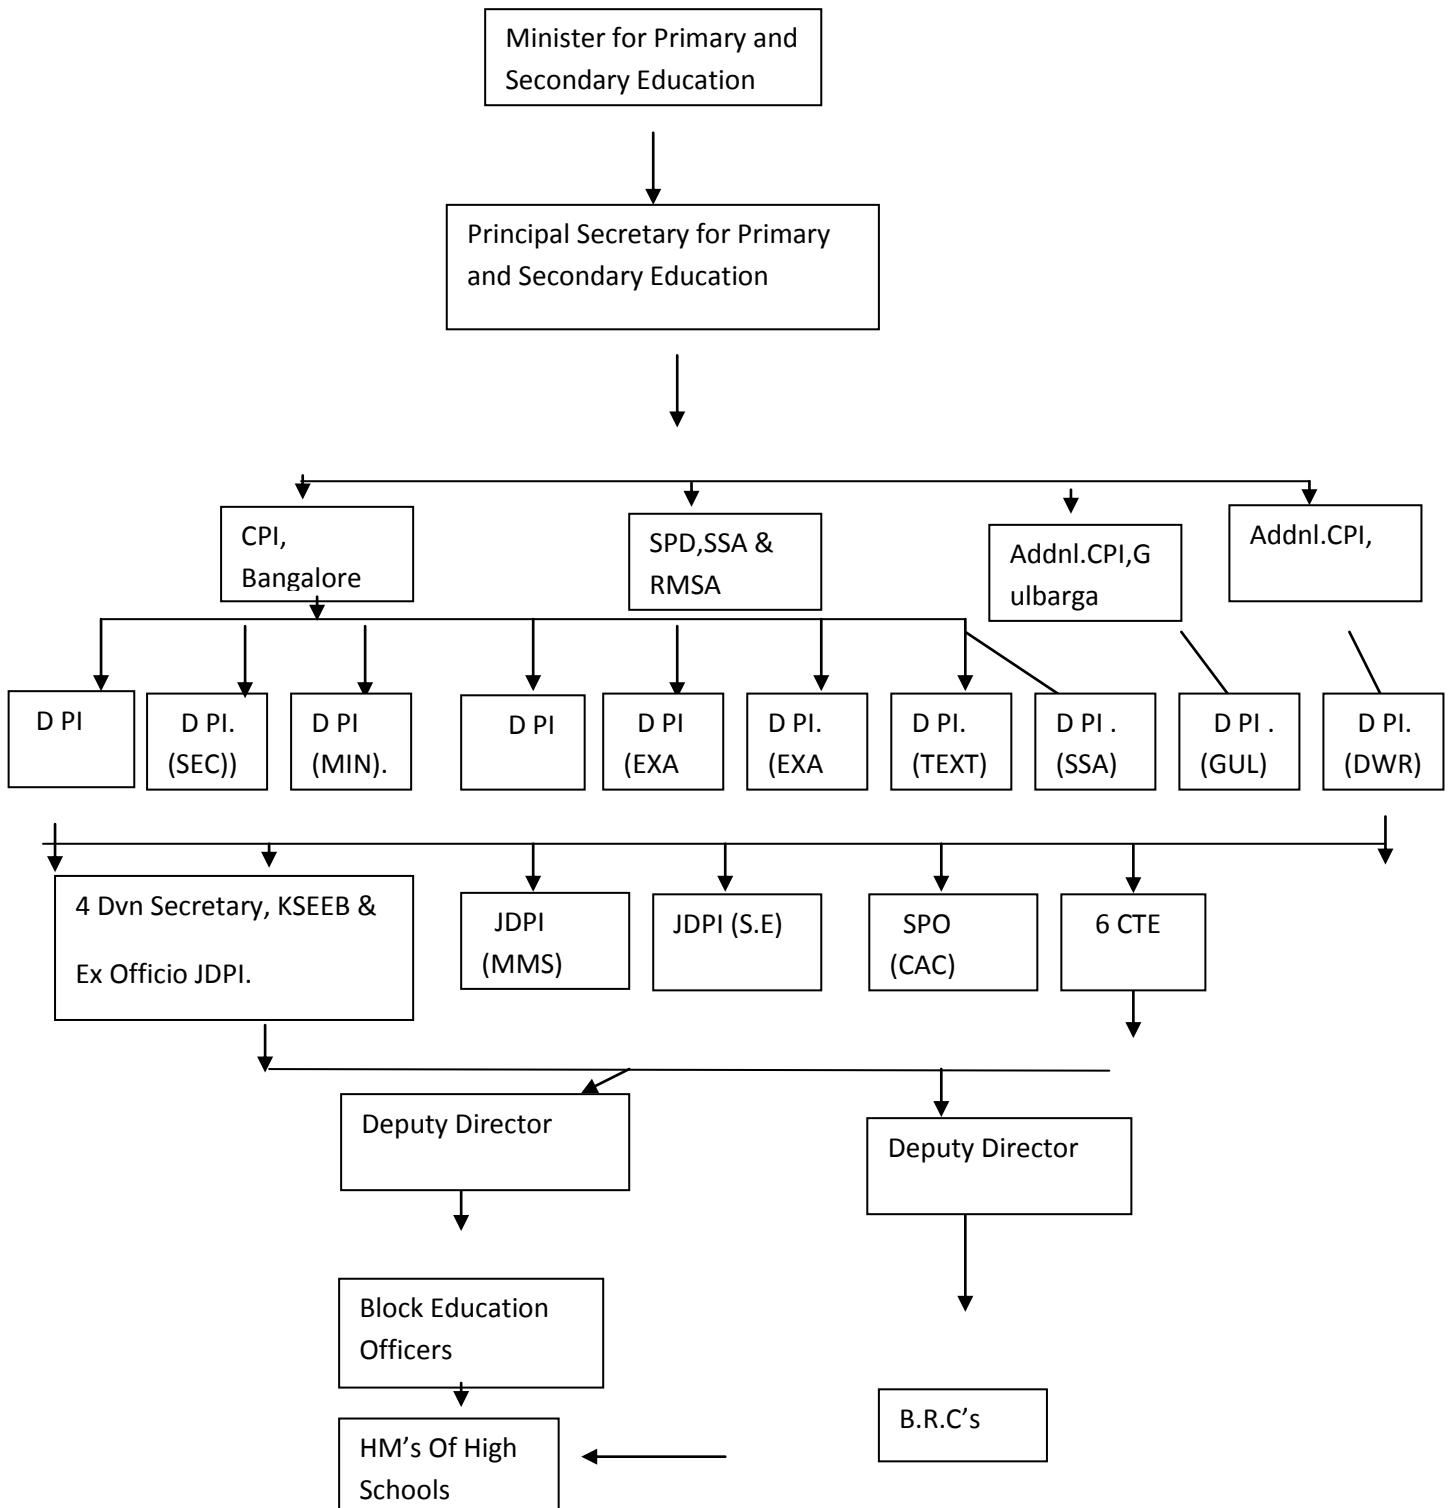 Minister for Primary and
Secondary Education
Principal Secretary for Primary
and Secondary Education
CPI,
Bangalore
SPD,SSA &
RMSA
Addnl.CPI,G
ulbarga
Addnl.CPI,
D PI
D PI.
(SEC))
D PI
(MIN).
D PI
D PI
(EXA
D PI.
(EXA
D PI.
(TEXT)
D PI .
(SSA)
D PI .
(GUL)
D PI.
(DWR)
4 Dvn Secretary, KSEEB &
Ex Officio JDPI.
JDPI
(MMS)
JDPI (S.E)
SPO
(CAC)
6 CTE
Deputy Director
Deputy Director
Block Education
Officers
B.R.C’s
HM’s Of High
Schools